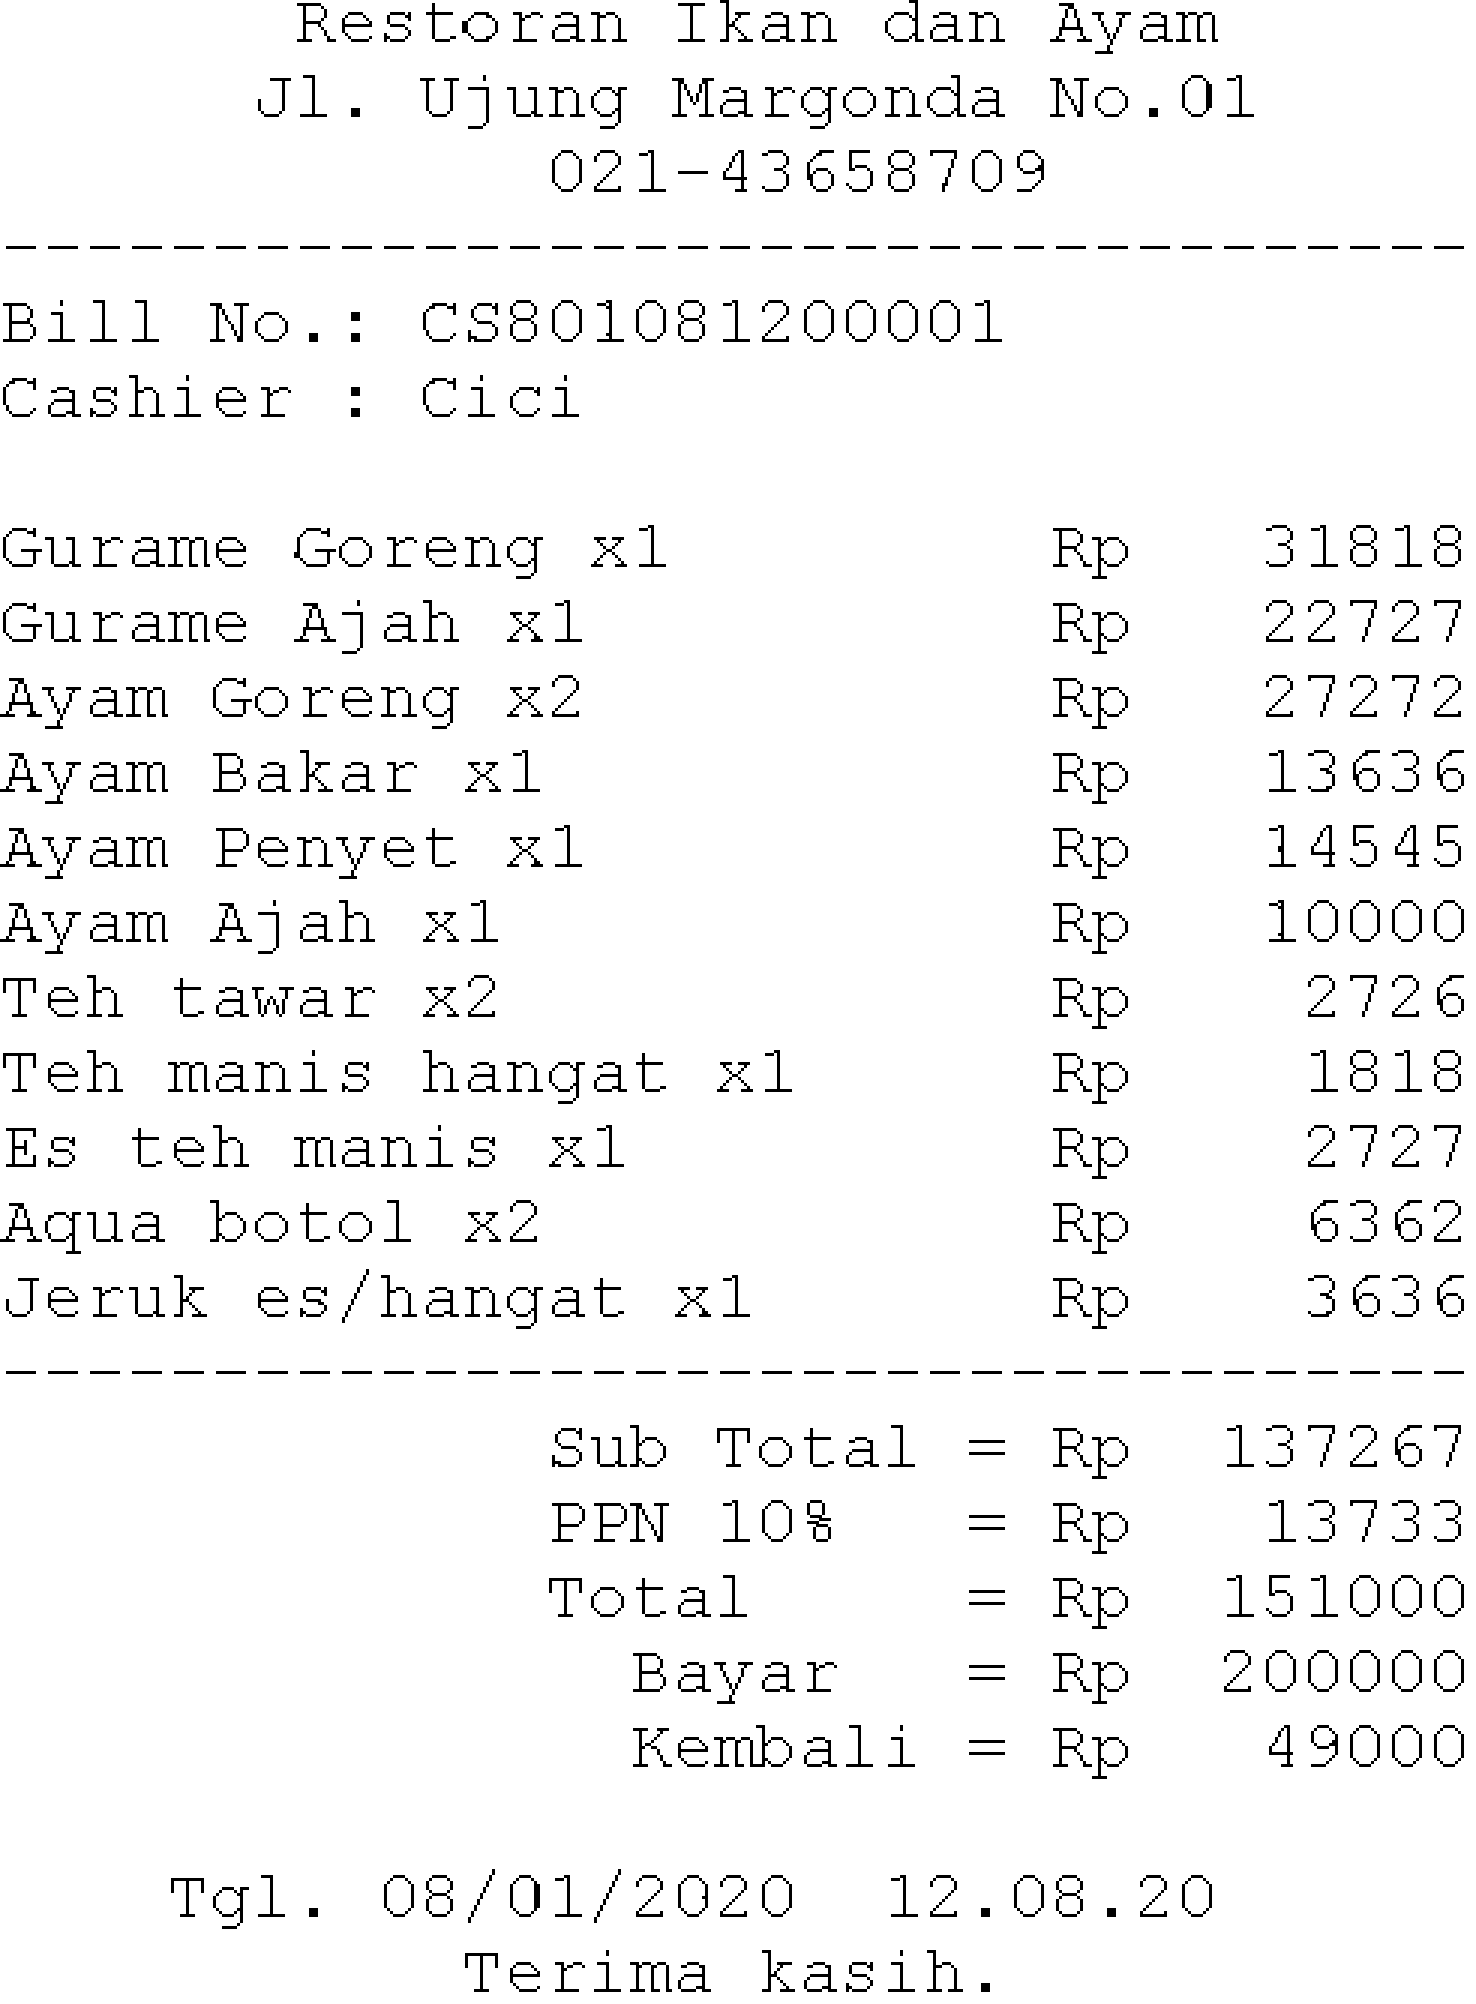 Restoran Ikan dan Ayam
Jl. Ujung Margonda No.01
021-43658709
-----------------------------------
Bill No.: CS801081200001
Cashier : Cici
Gurame Goreng x1 Rp 31818
Gurame Ajah x1 Rp 22727
Ayam Goreng x2 Rp 27272
Ayam Bakar x1 Rp 13636
Ayam Penyet x1 Rp 14545
Ayam Ajah x1 Rp 10000
Teh tawar x2 Rp 2726
Teh manis hangat x1 Rp 1818
Es teh manis x1 Rp 2727
Aqua botol x2 Rp 6362
Jeruk es/hangat x1 Rp 3636
-----------------------------------
Sub Total = Rp 137267
PPN 10% = Rp 13733
Total = Rp 151000
Bayar = Rp 200000
Kembali = Rp 49000
Tgl. 08/01/2020 12.08.20
Terima kasih.